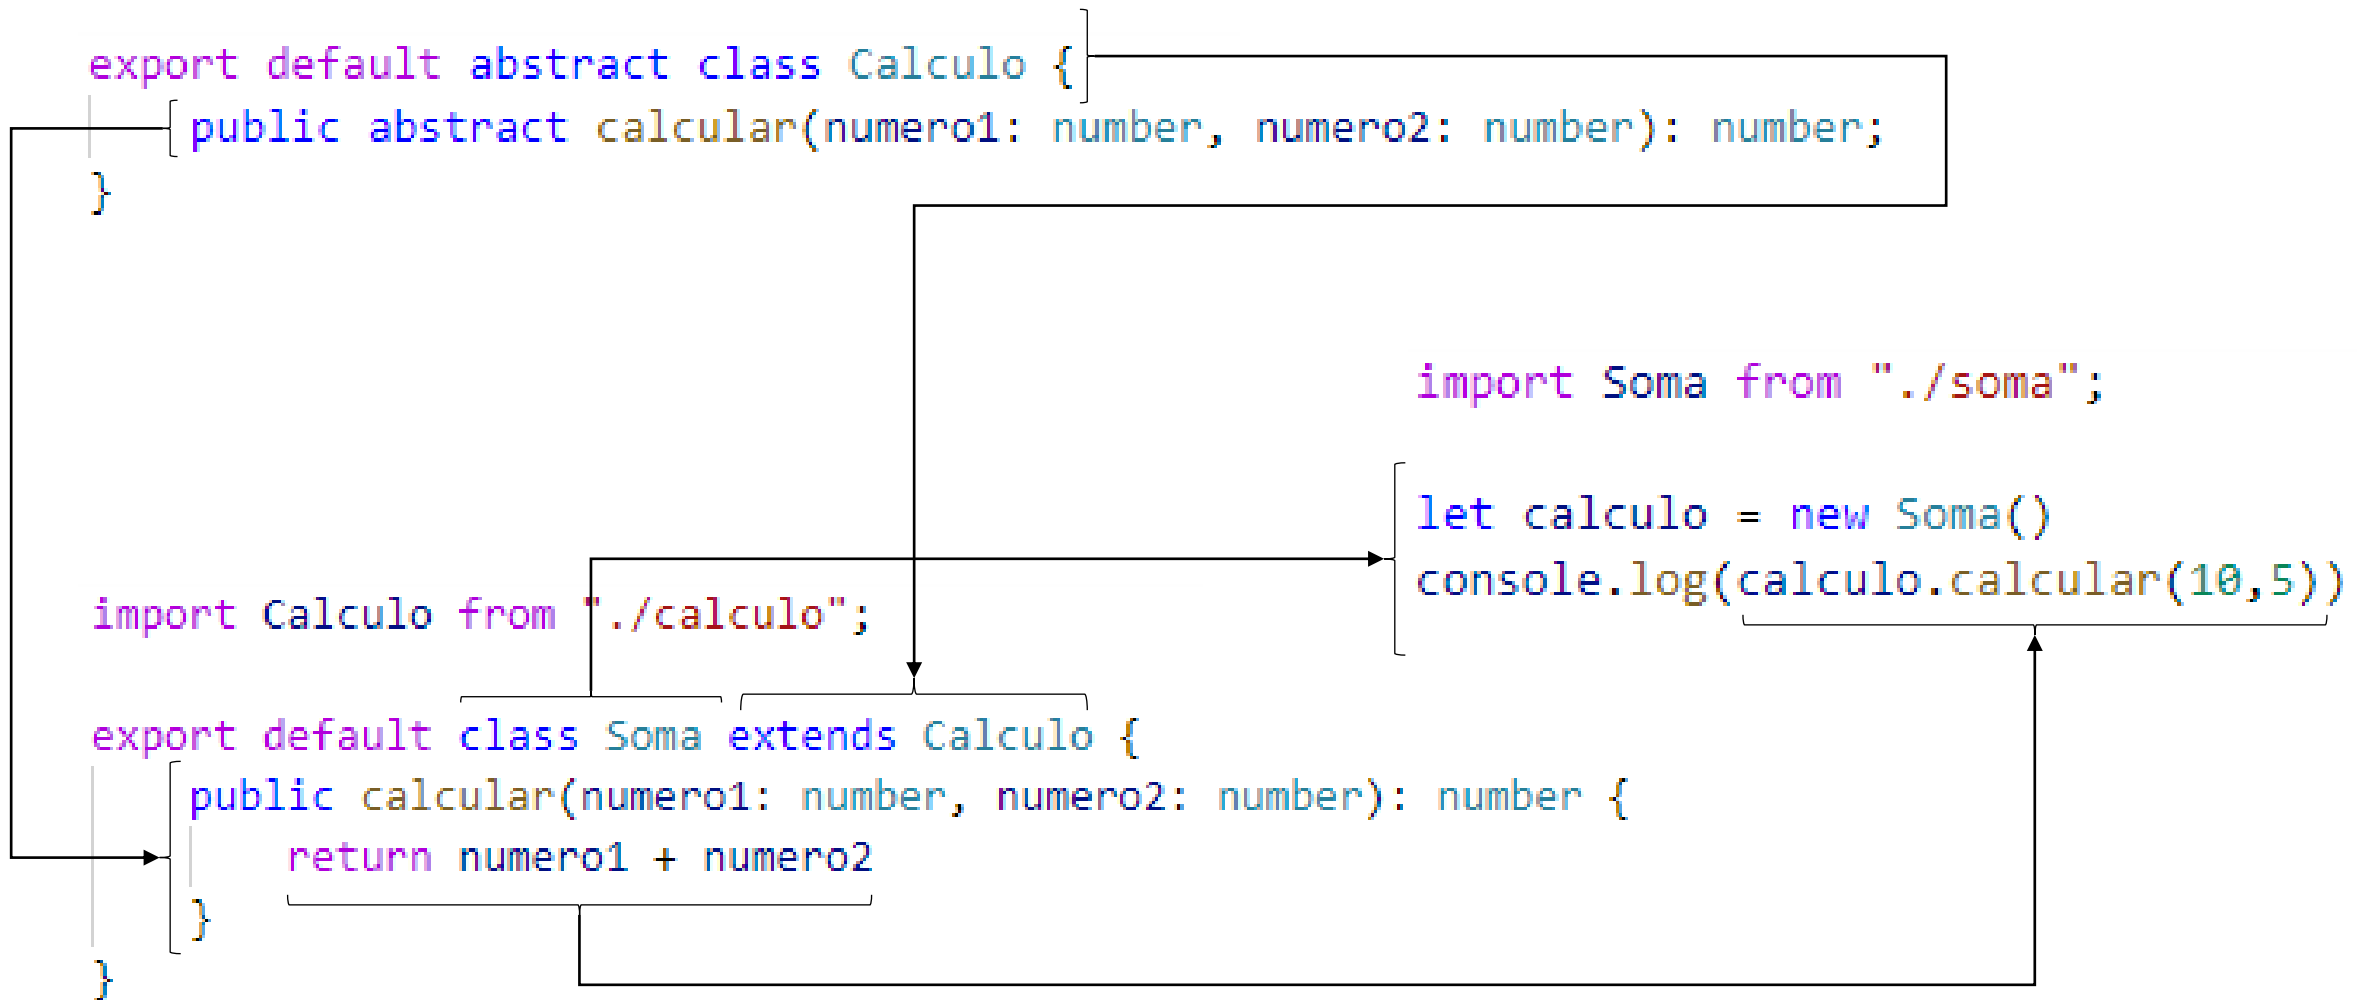 export default abstract class Calculo {
public abstract calcular(numero1: number, numero2: number): number;
}
import Calculo from "./calculo";
export default class Soma extends Calculo {
public calcular(numero1: number, numero2: number): number {
return numero1 + numero2
}
}
import Soma from "./soma";
let calculo = new Soma()
console.log(calculo.calcular(10,5))